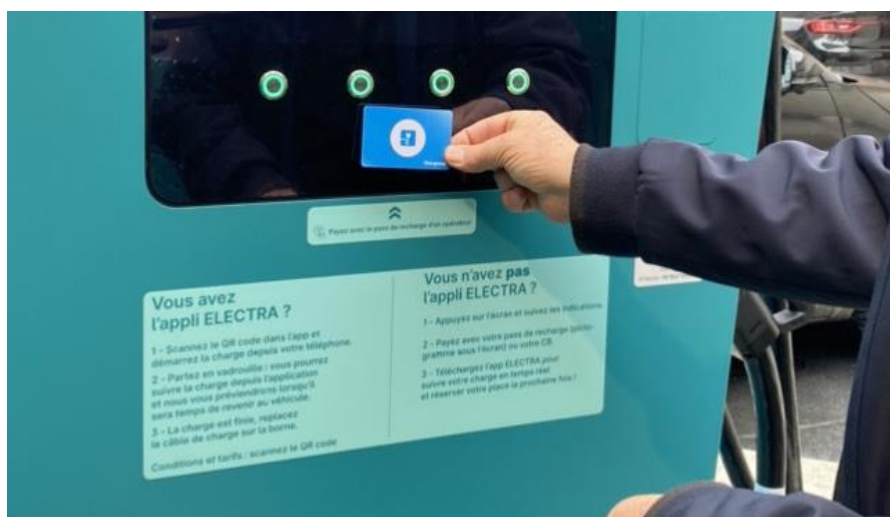 Payez avec le pass de recharge d'un opérateur
Vous avez
l'appli ELECTRA ?
1 - Scannez le QR code dans l'app et
démarrez la charge depuis votre téléphone.
2 - Partez en vadrouille : vous pourrez
suivre la charge depuis l'application
et nous vous préviendrons lorsqu'il
sera temps de revenir au véhicule.
3 - La charge est finie, replacez
le câble de charge sur la borne.
Conditions et tarifs : scannez le QR code
Vous n'avez pas
l'appli ELECTRA ?
1 - Appuyez sur l'écran et suivez les indications.
2 - Payez avec votre pass de recharge (picto-
gramme sous l'écran) ou votre CB.
3 - Téléchargez l'app ELECTRA pour
suivre votre charge en temps réel
et réserver votre place la prochaine fois !